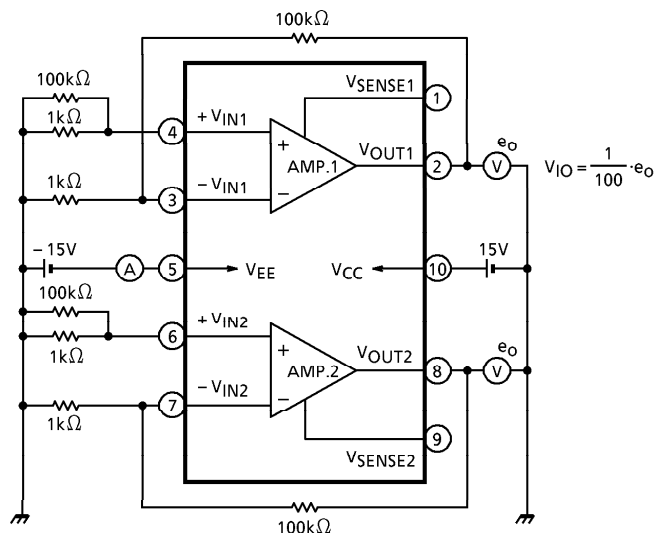 100kΩ
100kΩ
1kΩ
4
+VIN1
VSENSE1
1
+
AMP.1
−
VOUT1
2
eo
V
VIO = 1/100 · eo
1kΩ
3
−VIN1
−15V
A
5
VEE
VCC
10
15V
100kΩ
1kΩ
6
+VIN2
+
AMP.2
−
VOUT2
8
eo
V
1kΩ
7
−VIN2
9
VSENSE2
100kΩ